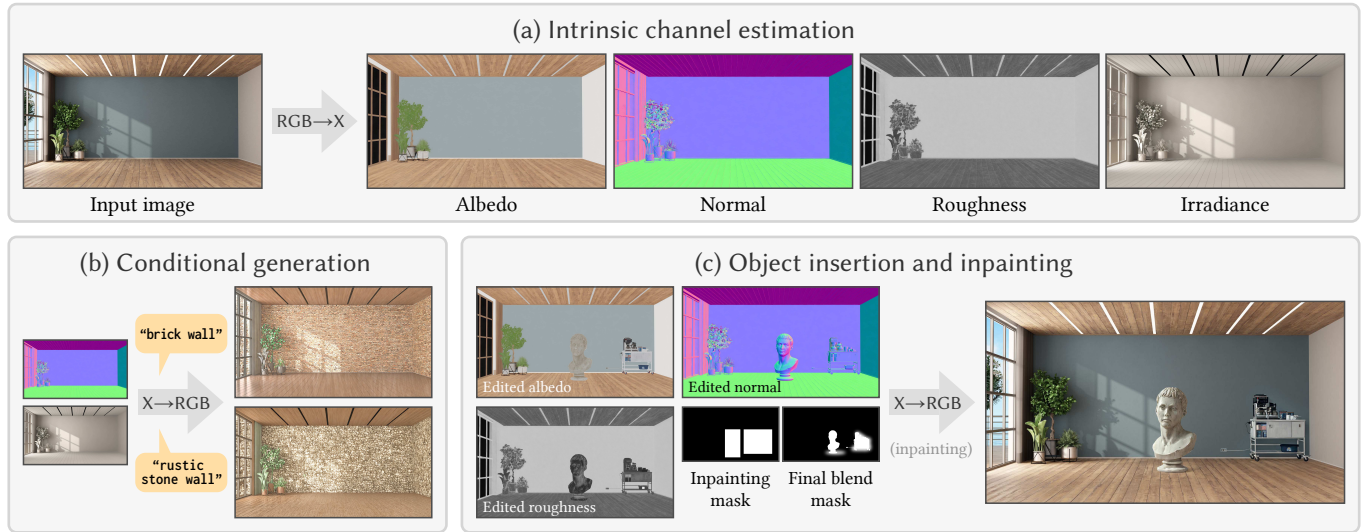 (a) Intrinsic channel estimation
RGB→X
Input image
Albedo
Normal
Roughness
Irradiance
(b) Conditional generation
“brick wall”
X→RGB
“rustic
stone wall”
(c) Object insertion and inpainting
Edited albedo
Edited normal
Edited roughness
Inpainting
mask
Final blend
mask
X→RGB
(inpainting)